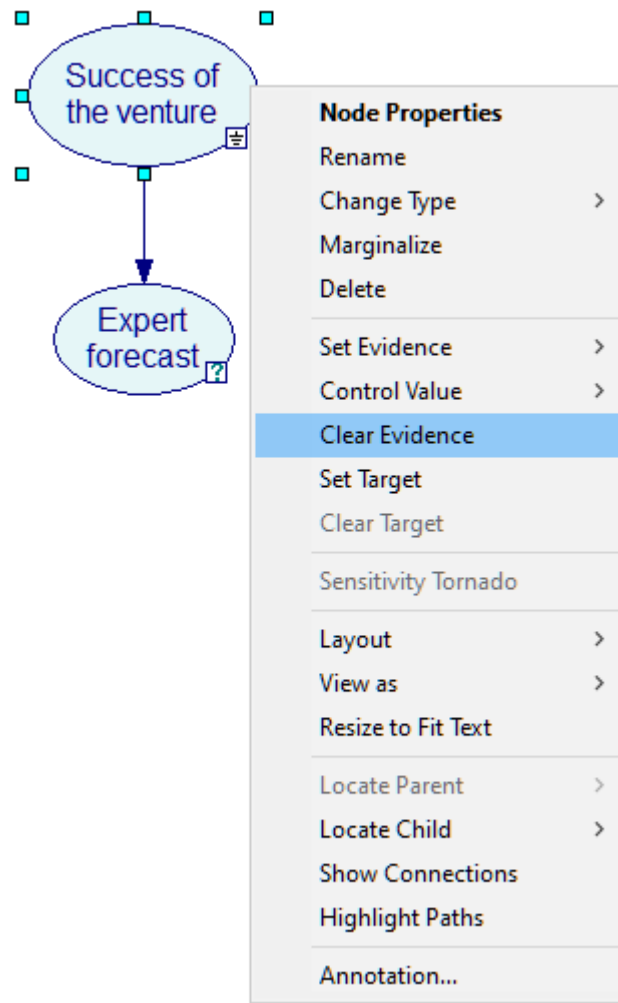 Success of
the venture
Expert
forecast
?
Node Properties
Rename
Change Type
Marginalize
Delete
Set Evidence
Control Value
Clear Evidence
Set Target
Clear Target
Sensitivity Tornado
Layout
View as
Resize to Fit Text
Locate Parent
Locate Child
Show Connections
Highlight Paths
Annotation...